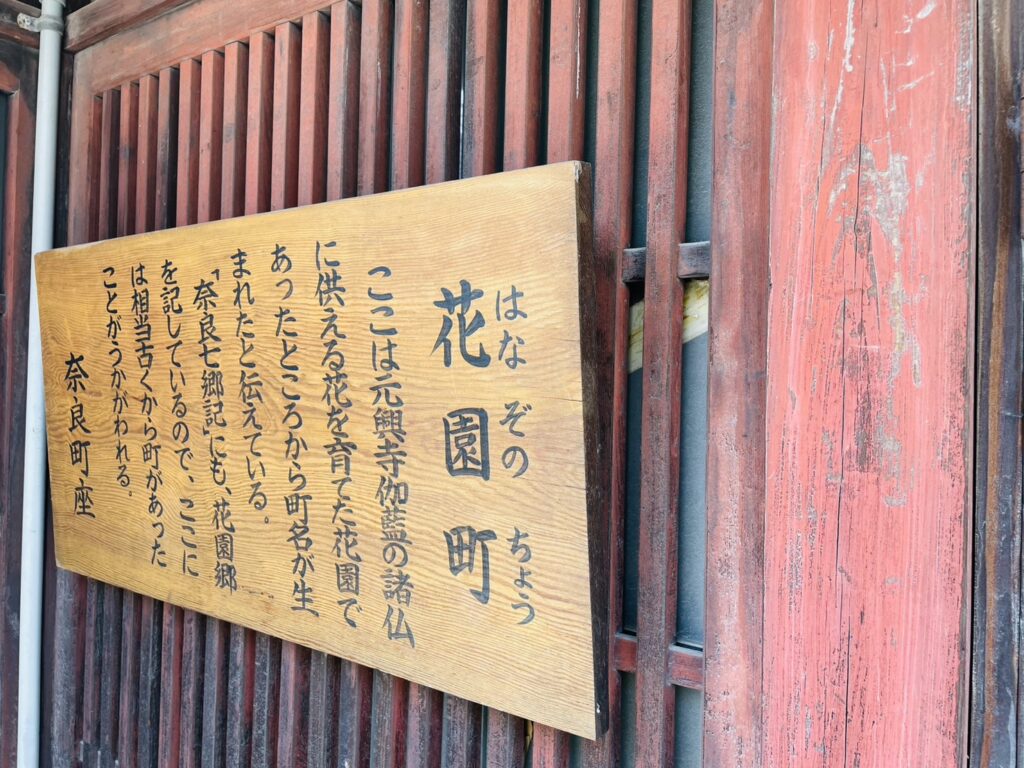 はな ぞの ちょう
花園町
ここは元興寺伽藍の諸仏
に供える花を育てた花園で
あったところから町名が生
まれたと伝えている。
「奈良七郷記」にも、花園郷
を記しているので、ここに
は相当古くから町があった
ことがうかがわれる。
奈良町座